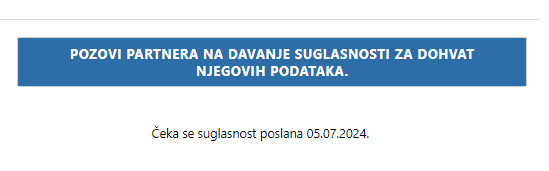 POZOVI PARTNERA NA DAVANJE SUGLASNOSTI ZA DOHVAT
NJEGOVIH PODATAKA.
Čeka se suglasnost poslana 05.07.2024.